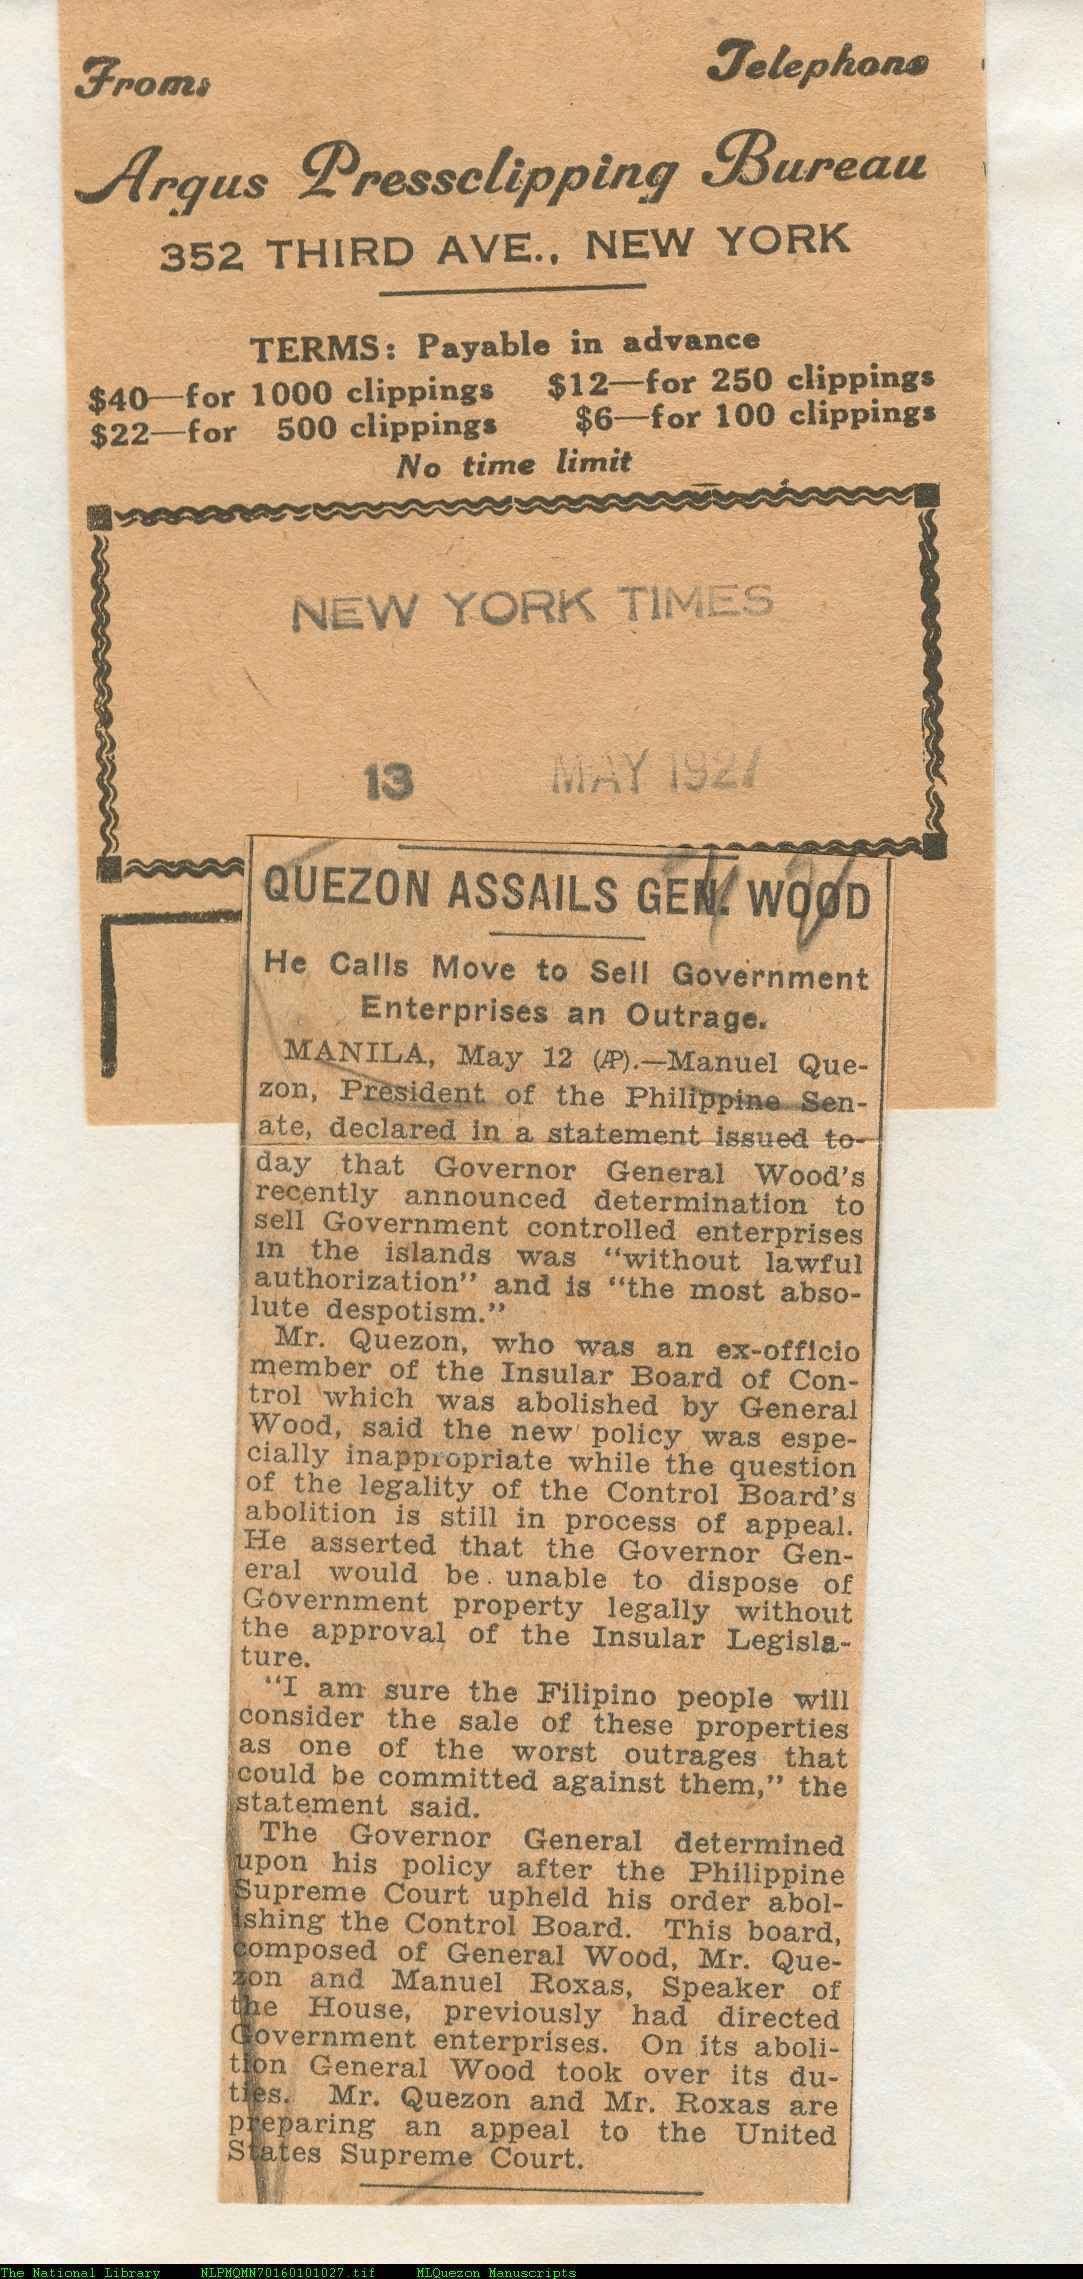 From:
Telephone
Argus Pressclipping Bureau
352 THIRD AVE., NEW YORK
TERMS: Payable in advance
$40—for 1000 clippings $12—for 250 clippings
$22—for 500 clippings $6—for 100 clippings
No time limit
NEW YORK TIMES
13 MAY 1927
QUEZON ASSAILS GEN. WOOD
He Calls Move to Sell Government
Enterprises an Outrage.
MANILA, May 12 (AP).—Manuel Que-
zon, President of the Philippine Sen-
ate, declared in a statement issued to-
day that Governor General Wood's
recently announced determination to
sell Government controlled enterprises
in the islands was "without lawful
authorization" and is "the most abso-
lute despotism."
Mr. Quezon, who was an ex-officio
member of the Insular Board of Con-
trol which was abolished by General
Wood, said the new policy was espe-
cially inappropriate while the question
of the legality of the Control Board's
abolition is still in process of appeal.
He asserted that the Governor Gen-
eral would be unable to dispose of
Government property legally without
the approval of the Insular Legisla-
ture.
"I am sure the Filipino people will
consider the sale of these properties
as one of the worst outrages that
could be committed against them," the
statement said.
The Governor General determined
upon his policy after the Philippine
Supreme Court upheld his order abol-
ishing the Control Board. This board,
composed of General Wood, Mr. Que-
zon and Manuel Roxas, Speaker of
the House, previously had directed
Government enterprises. On its aboli-
tion General Wood took over its du-
ties. Mr. Quezon and Mr. Roxas are
preparing an appeal to the United
States Supreme Court.
The National Library NLPMQMN70160101027.tif MLQuezon Manuscripts